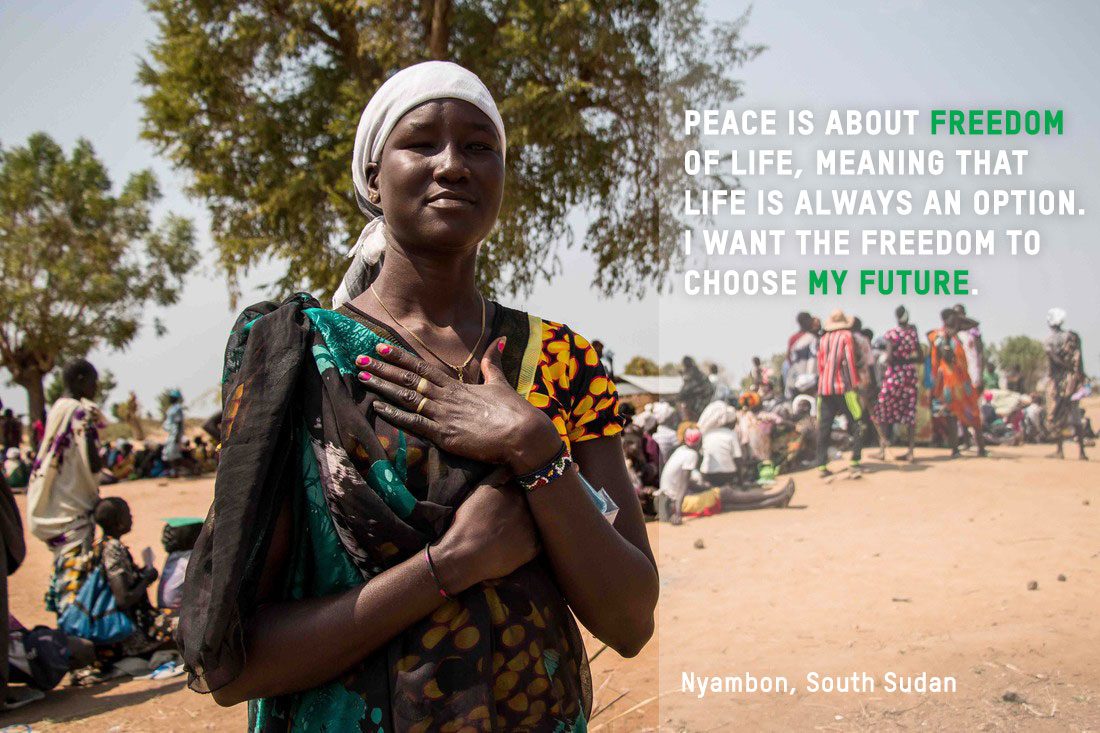 PEACE IS ABOUT FREEDOM
OF LIFE, MEANING THAT
LIFE IS ALWAYS AN OPTION.
I WANT THE FREEDOM TO
CHOOSE MY FUTURE.
Nyambon, South Sudan